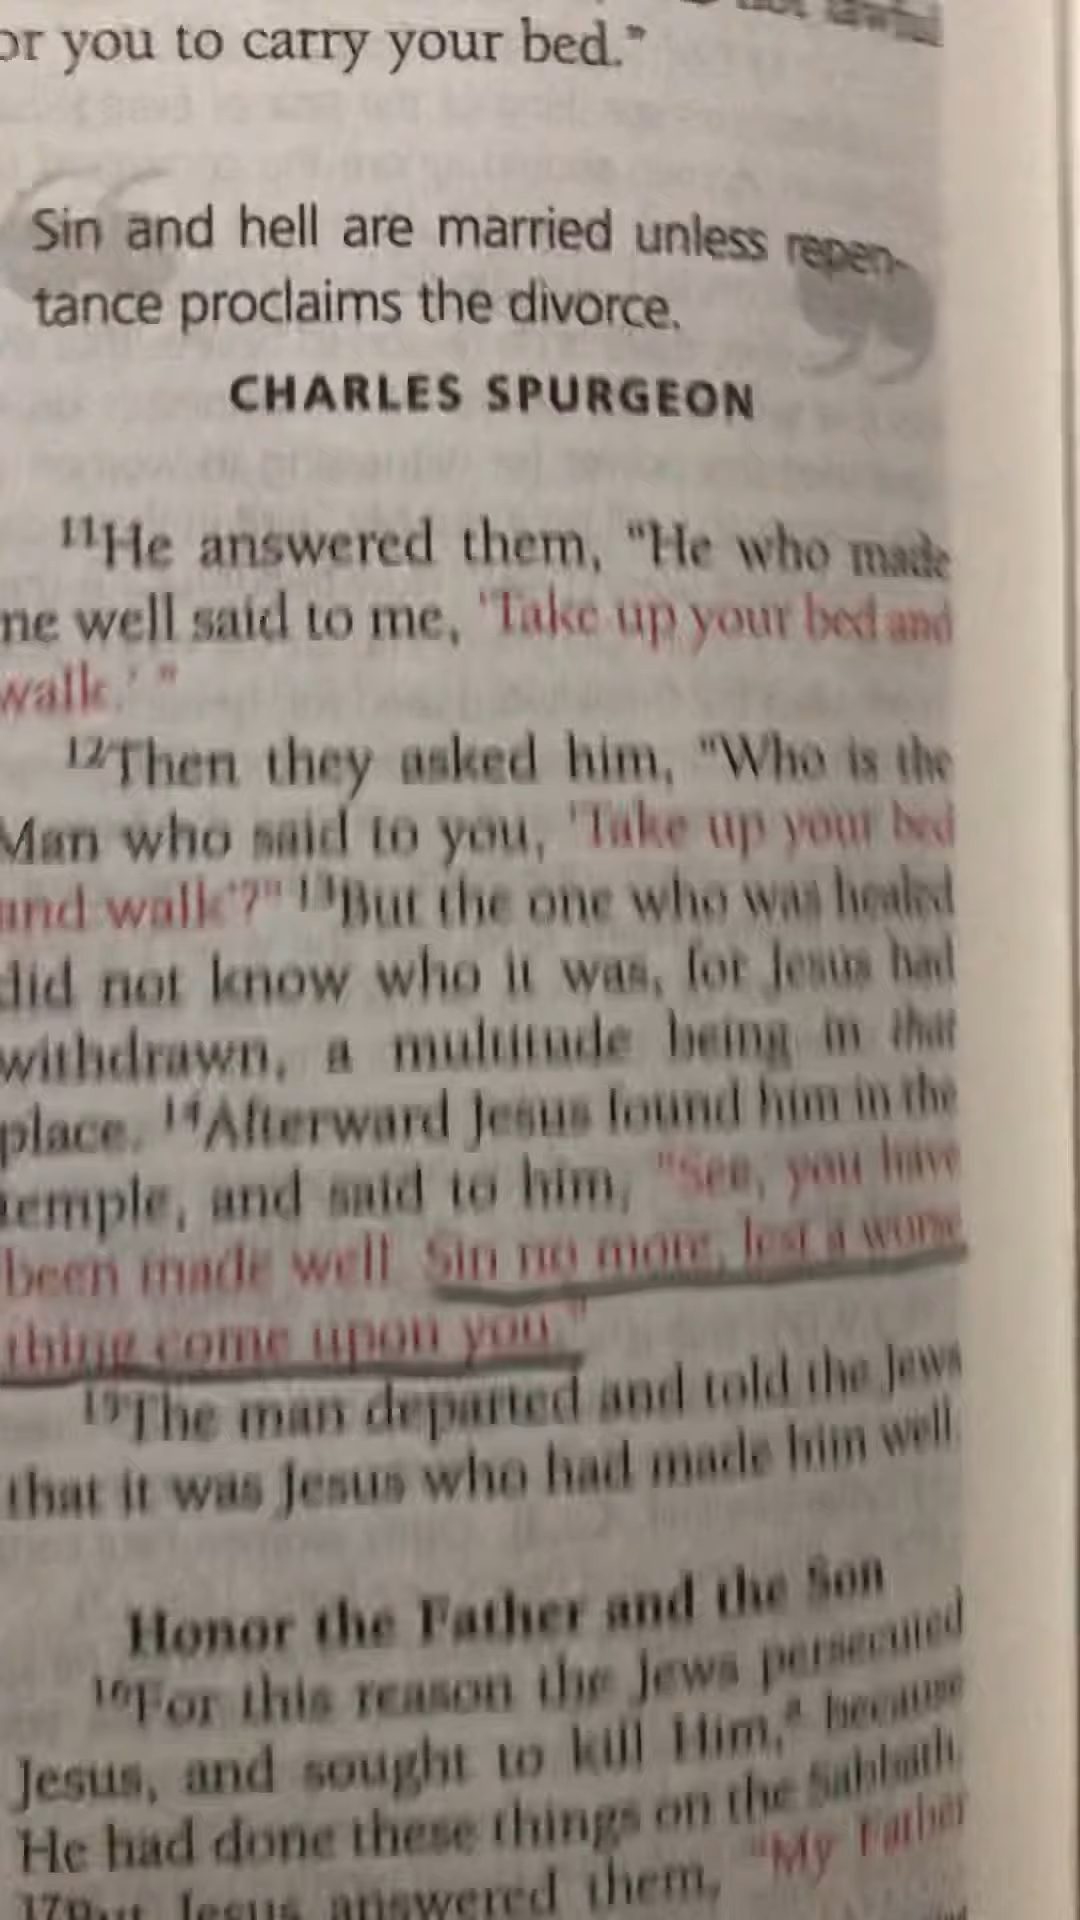 or you to carry your bed.”
Sin and hell are married unless repen-
tance proclaims the divorce.
CHARLES SPURGEON
11He answered them, "He who made
me well said to me, 'Take up your bed and
walk.' "
12Then they asked him, "Who is the
Man who said to you, 'Take up your bed
and walk'?" 13But the one who was healed
did not know who it was, for Jesus had
withdrawn, a multitude being in that
place. 14Afterward Jesus found him in the
temple, and said to him, "See, you have
been made well. Sin no more, lest a worse
thing come upon you."
15The man departed and told the Jews
that it was Jesus who had made him well.
Honor the Father and the Son
16For this reason the Jews persecuted
Jesus, and sought to kill Him,a because
He had done these things on the Sabbath.
17But Jesus answered them, "My Father